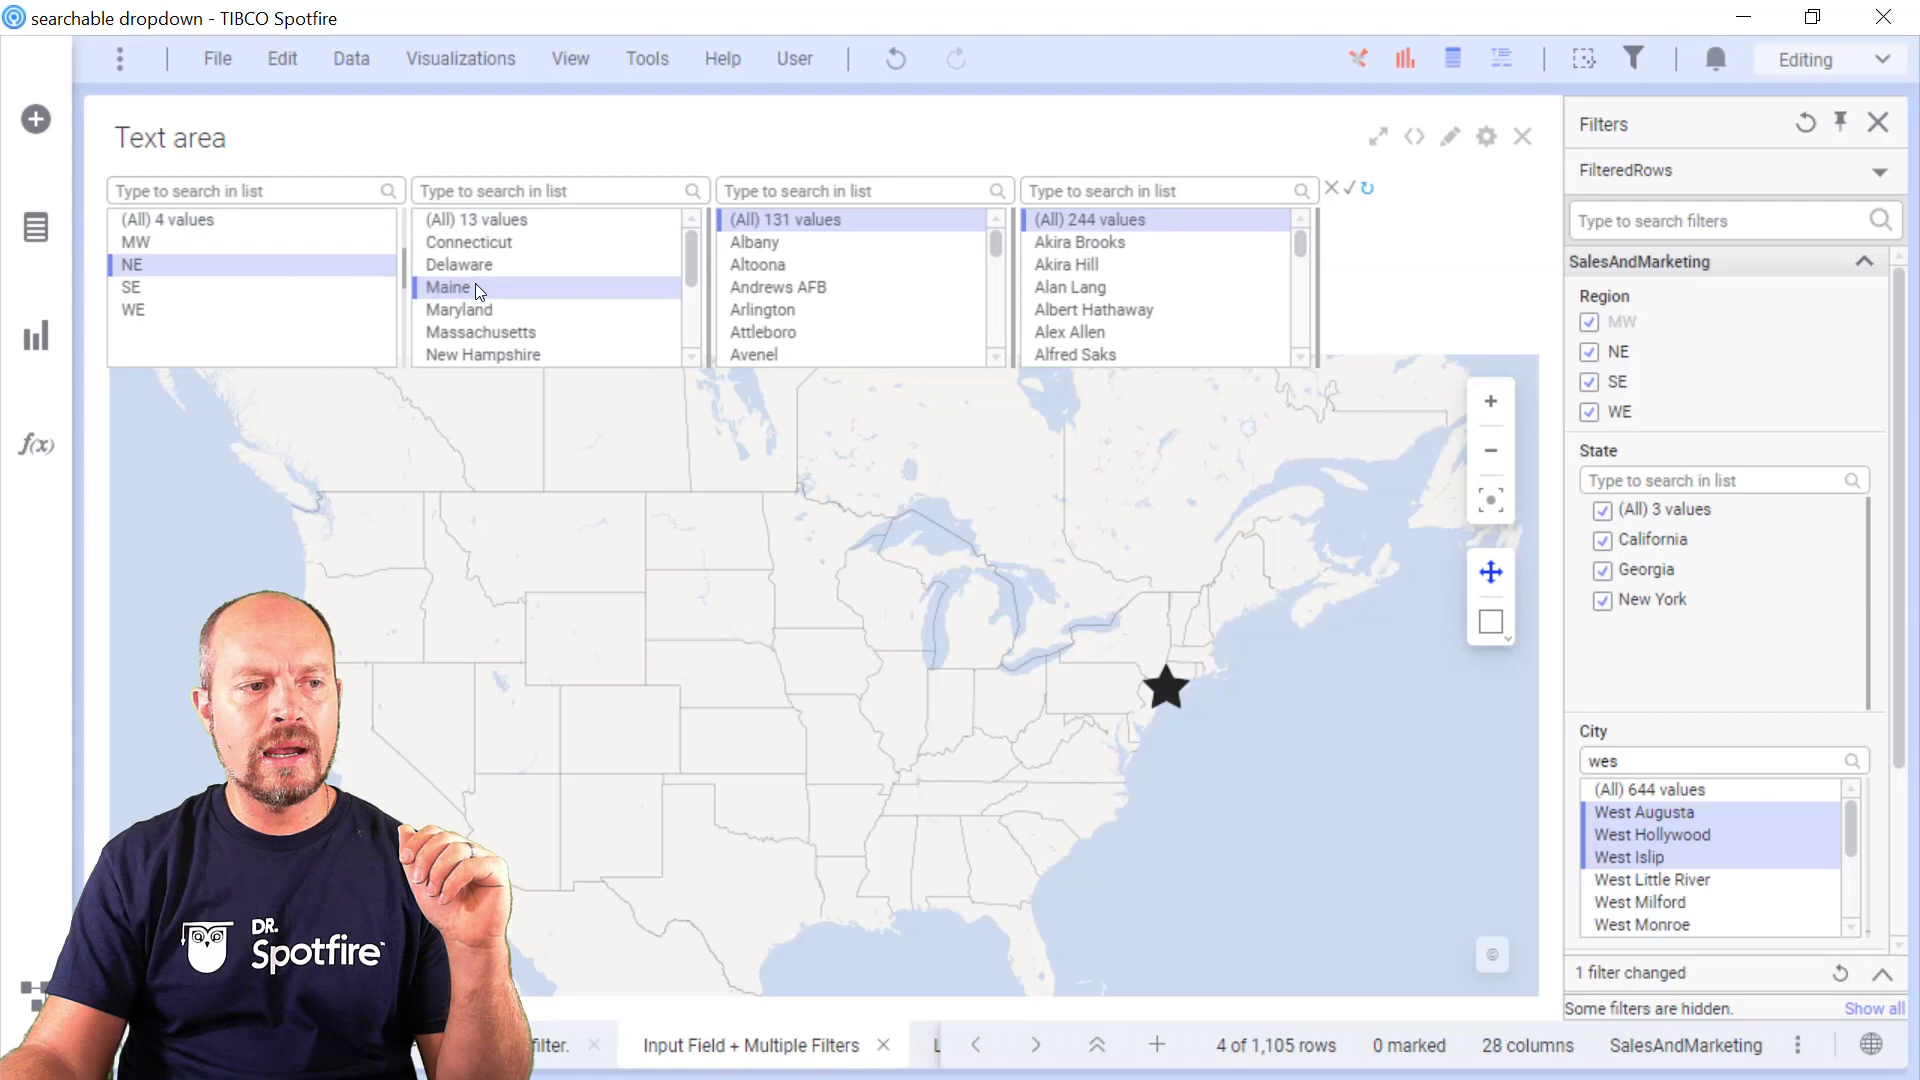 searchable dropdown - TIBCO Spotfire
File Edit Data Visualizations View Tools Help User
Editing
Text area
Type to search in list
(All) 4 values
MW
NE
SE
WE
Type to search in list
(All) 13 values
Connecticut
Delaware
Maine
Maryland
Massachusetts
New Hampshire
Type to search in list
(All) 131 values
Albany
Altoona
Andrews AFB
Arlington
Attleboro
Avenel
Type to search in list
(All) 244 values
Akira Brooks
Akira Hill
Alan Lang
Albert Hathaway
Alex Allen
Alfred Saks
f(x)
©
DR.
Spotfire™
Filters
FilteredRows
Type to search filters
SalesAndMarketing
Region
MW
NE
SE
WE
State
Type to search in list
(All) 3 values
California
Georgia
New York
City
wes
(All) 644 values
West Augusta
West Hollywood
West Islip
West Little River
West Milford
West Monroe
1 filter changed
Some filters are hidden. Show all
filter. Input Field + Multiple Filters L 4 of 1,105 rows 0 marked 28 columns SalesAndMarketing